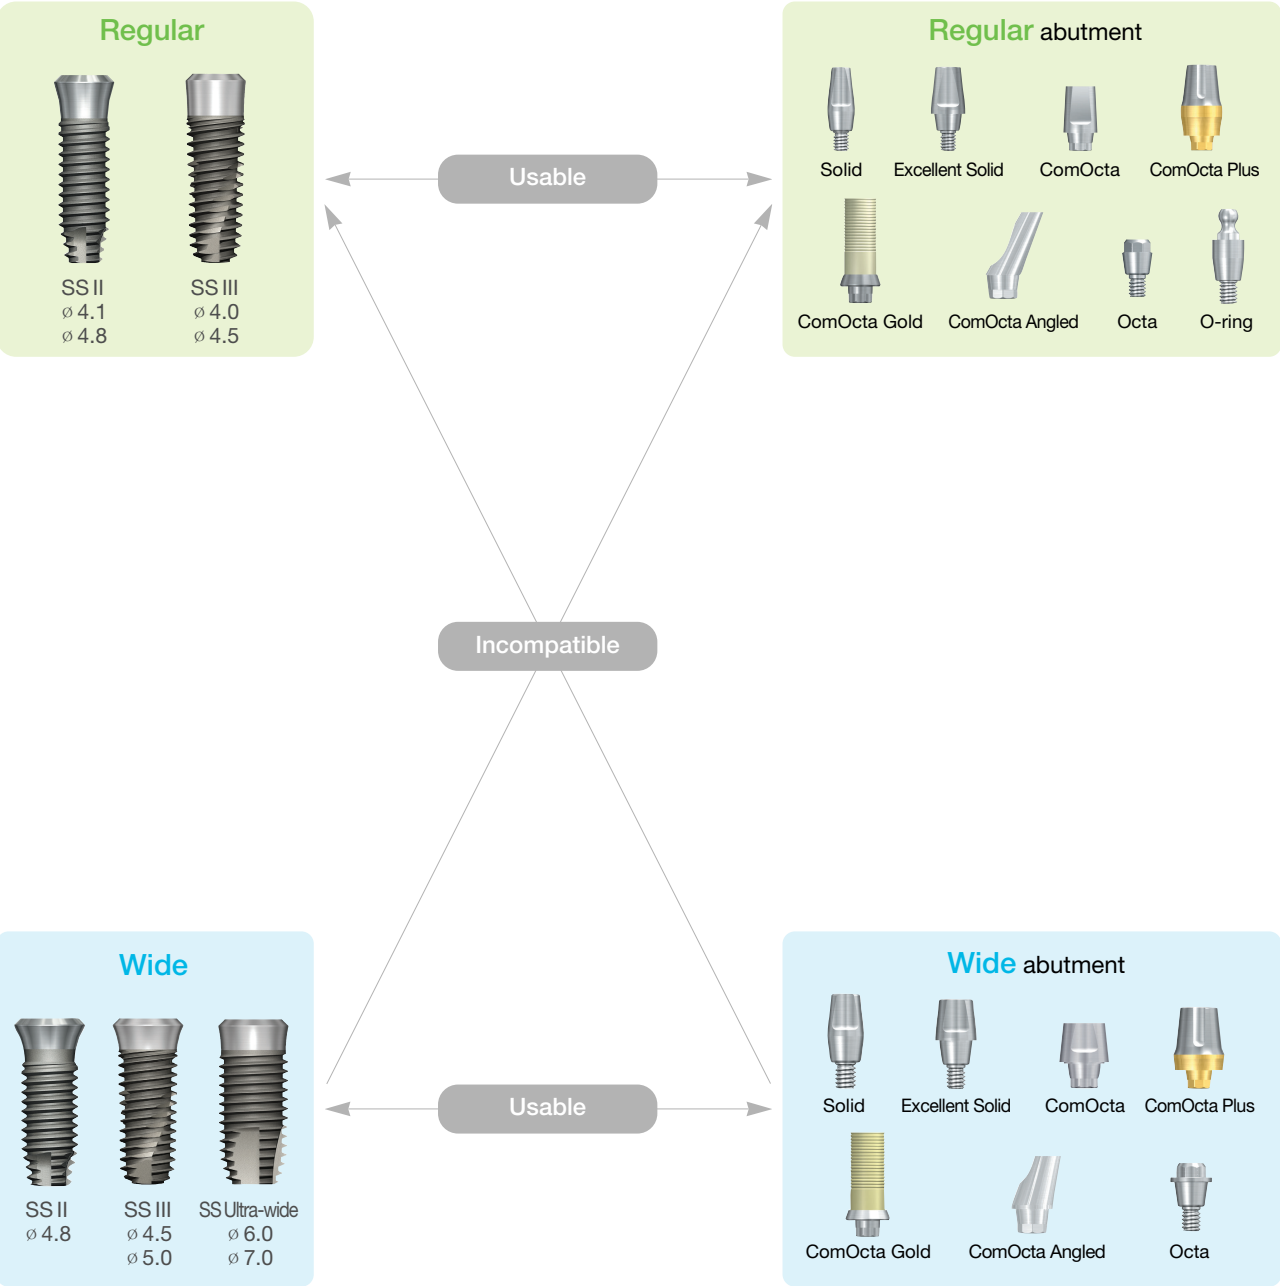 Regular
SS II
ø 4.1
ø 4.8
SS III
ø 4.0
ø 4.5
Usable
Regular abutment
Solid
Excellent Solid
ComOcta
ComOcta Plus
ComOcta Gold
ComOcta Angled
Octa
O-ring
Incompatible
Wide
SS II
ø 4.8
SS III
ø 4.5
ø 5.0
SS Ultra-wide
ø 6.0
ø 7.0
Usable
Wide abutment
Solid
Excellent Solid
ComOcta
ComOcta Plus
ComOcta Gold
ComOcta Angled
Octa